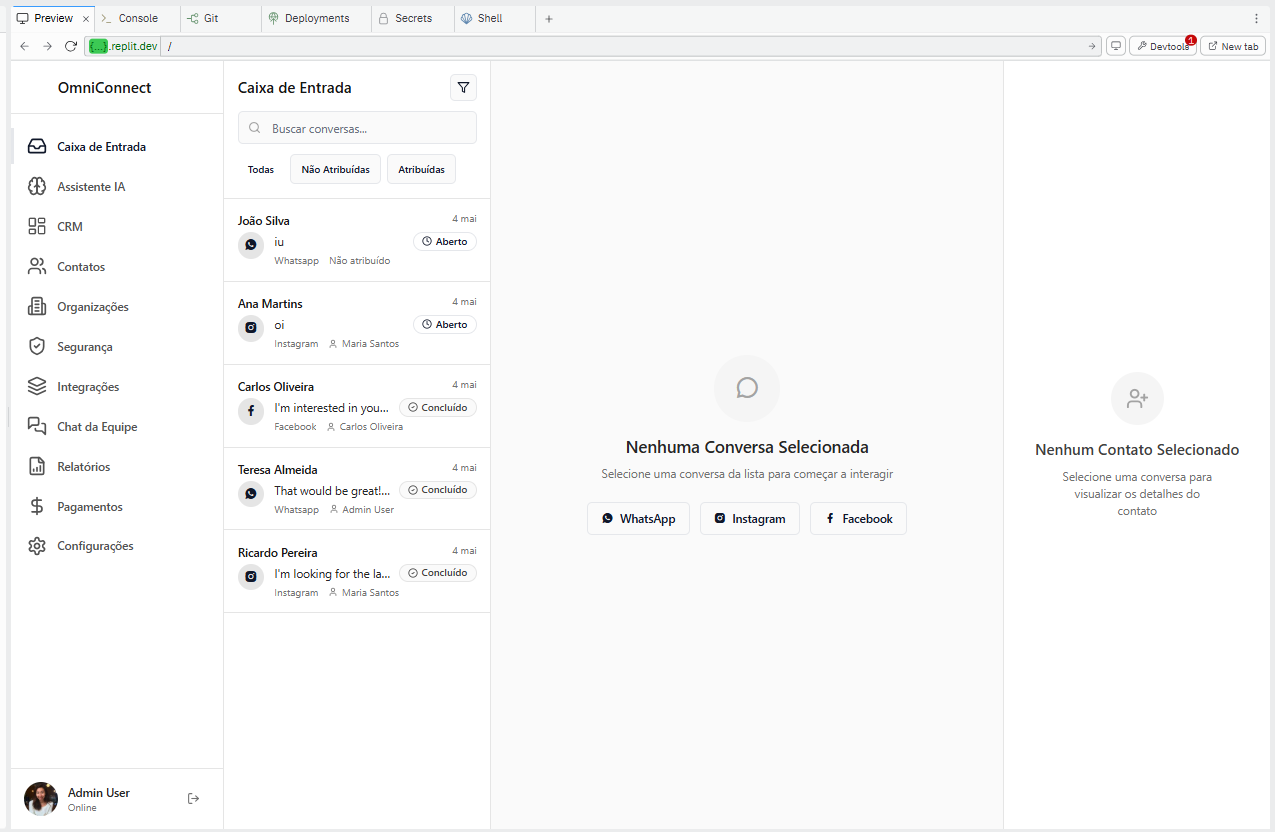 Preview
Console
Git
Deployments
Secrets
Shell
{...}.replit.dev
/
Devtools
1
New tab
OmniConnect
Caixa de Entrada
Assistente IA
CRM
Contatos
Organizações
Segurança
Integrações
Chat da Equipe
Relatórios
Pagamentos
Configurações
Admin User
Online
Caixa de Entrada
Buscar conversas...
Todas
Não Atribuídas
Atribuídas
João Silva
4 mai
iu
Aberto
Whatsapp
Não atribuído
Ana Martins
4 mai
oi
Aberto
Instagram
Maria Santos
Carlos Oliveira
4 mai
I'm interested in you...
Concluído
Facebook
Carlos Oliveira
Teresa Almeida
4 mai
That would be great!...
Concluído
Whatsapp
Admin User
Ricardo Pereira
4 mai
I'm looking for the la...
Concluído
Instagram
Maria Santos
Nenhuma Conversa Selecionada
Selecione uma conversa da lista para começar a interagir
WhatsApp
Instagram
Facebook
Nenhum Contato Selecionado
Selecione uma conversa para
visualizar os detalhes do
contato